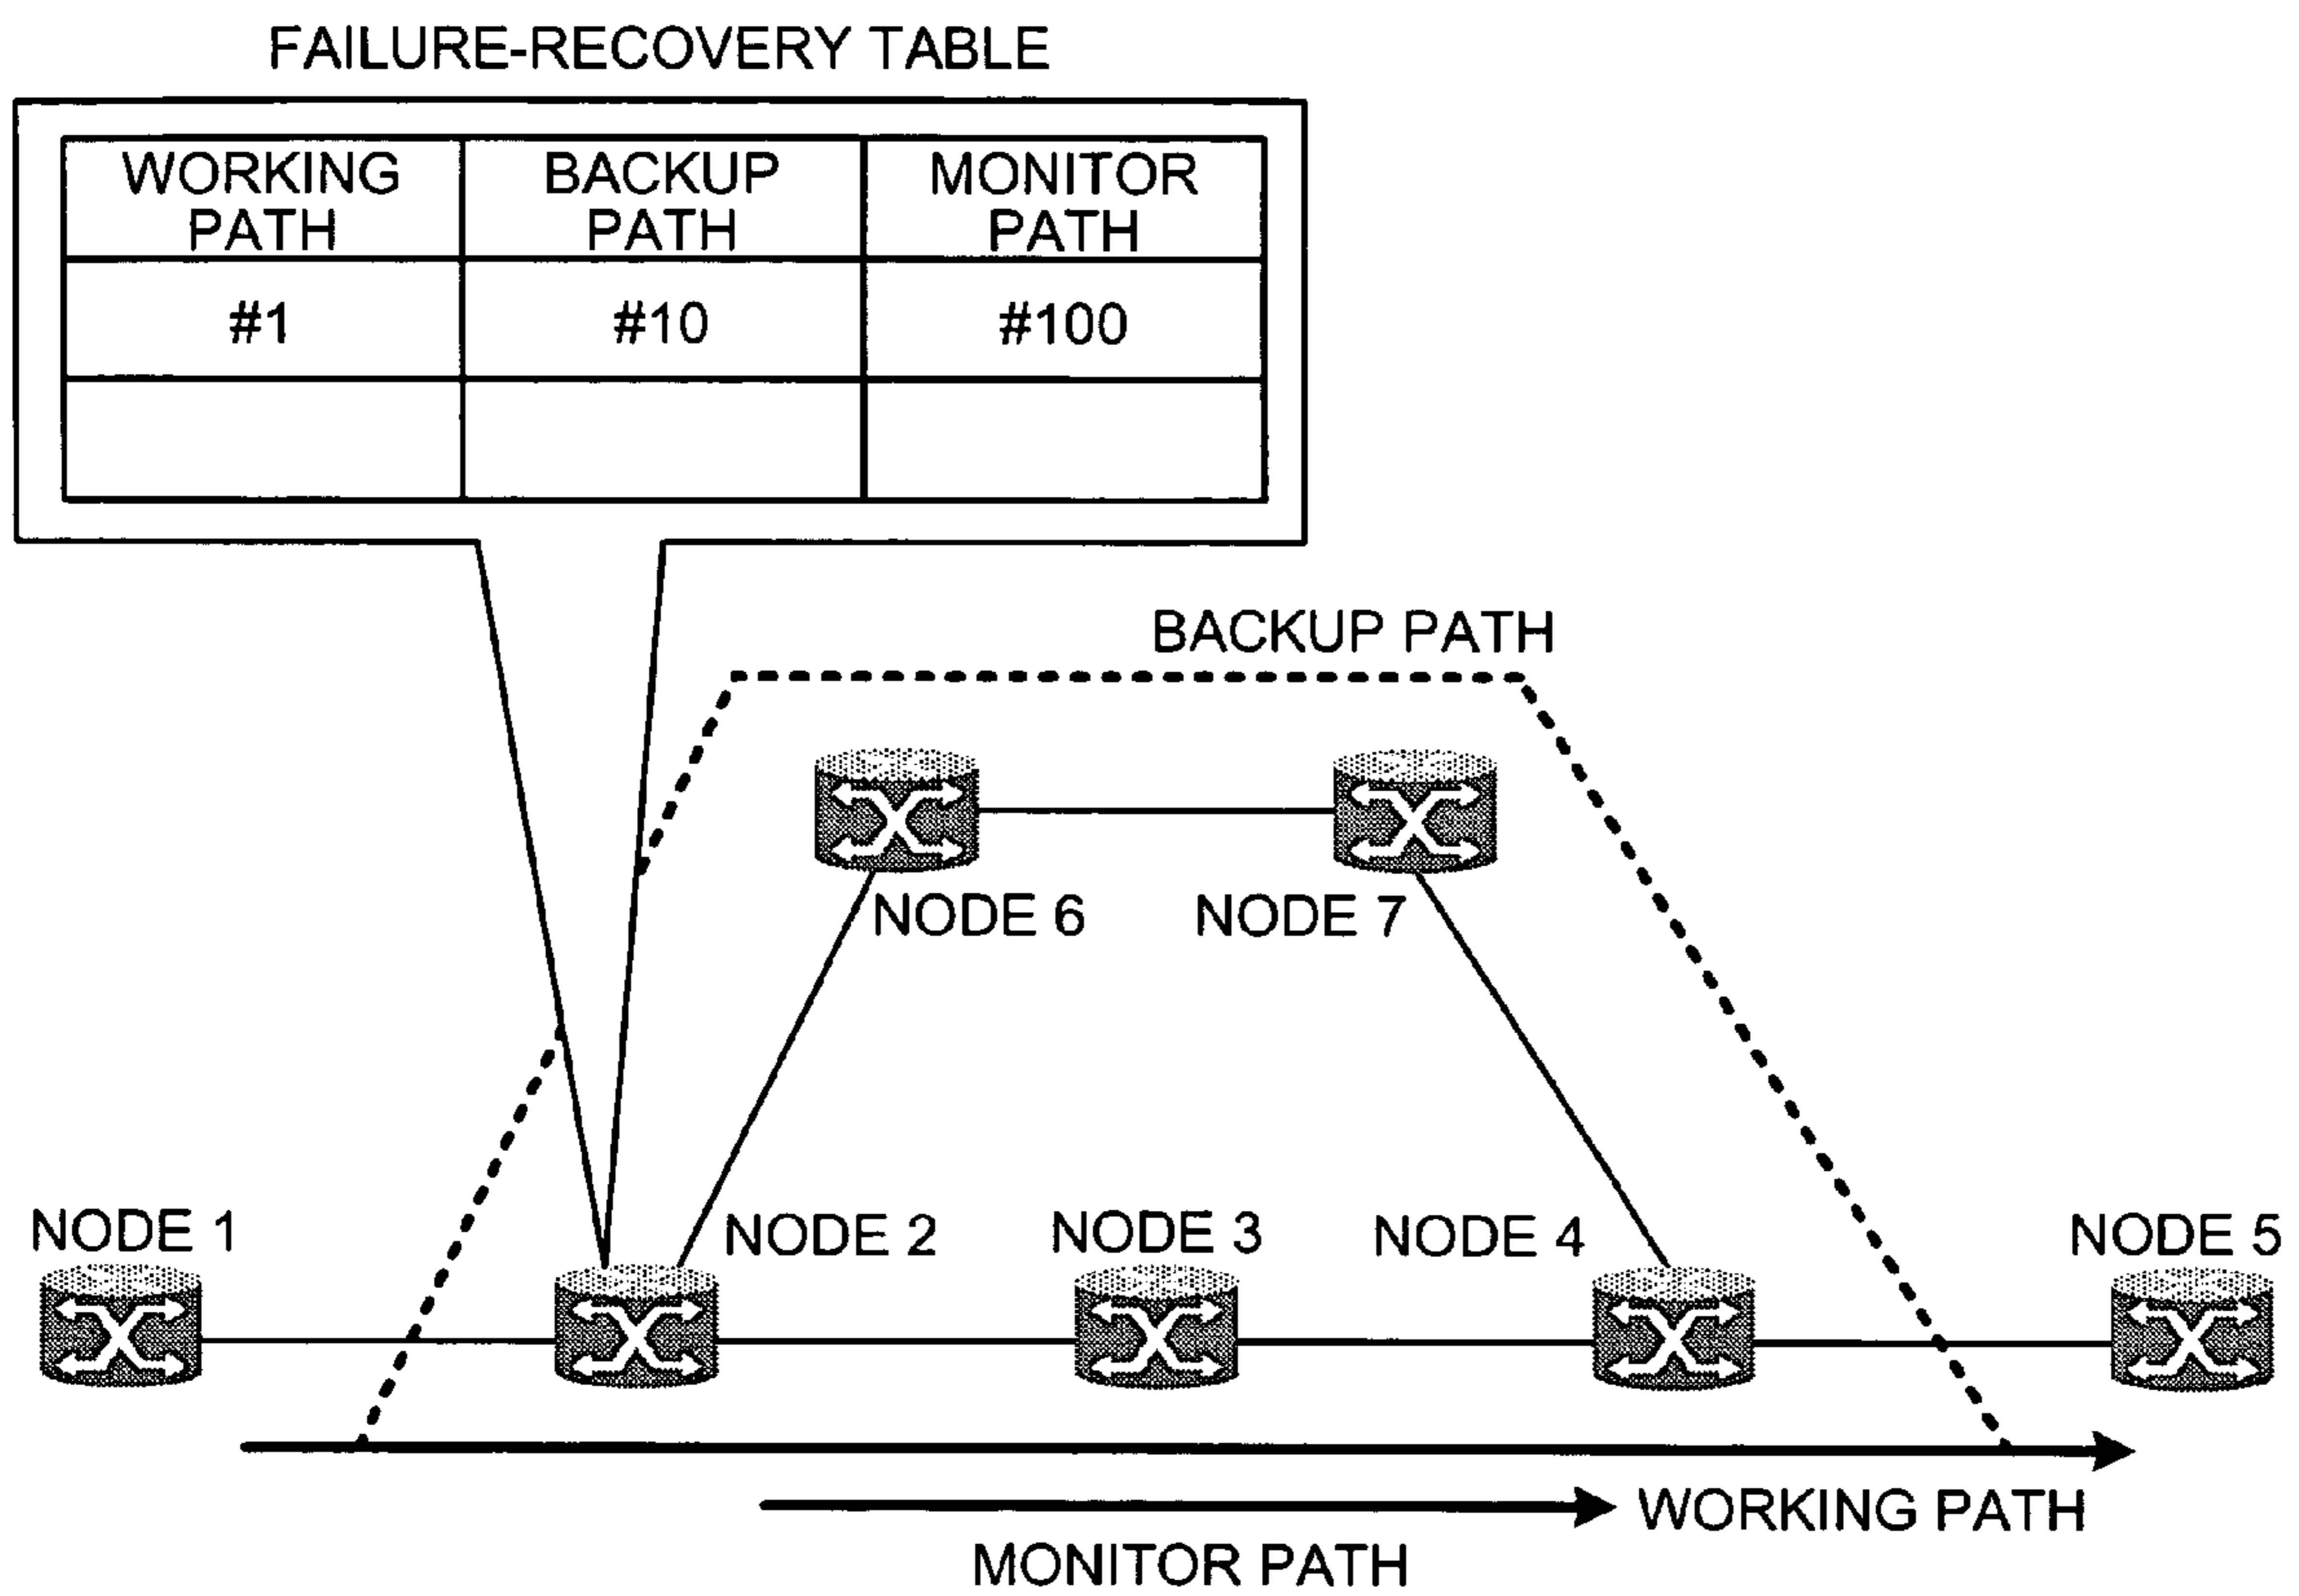 FAILURE-RECOVERY TABLE
WORKING PATH
BACKUP PATH
MONITOR PATH
#1
#10
#100
BACKUP PATH
NODE 6
NODE 7
NODE 1
NODE 2
NODE 3
NODE 4
NODE 5
WORKING PATH
MONITOR PATH